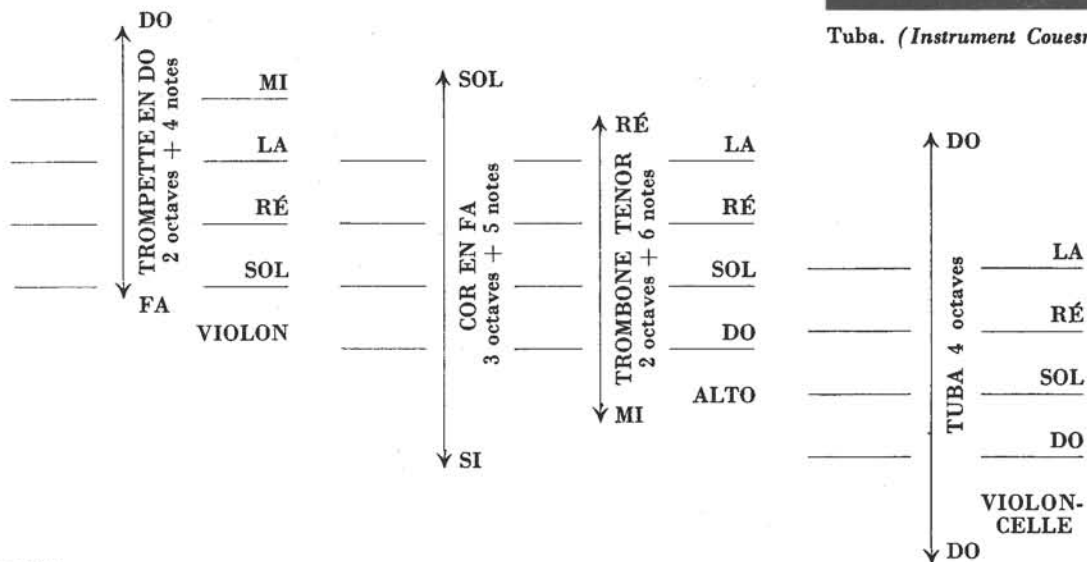 Tuba. (Instrument Couesn
DO
TROMPETTE EN DO
2 octaves + 4 notes
FA
MI
LA
RÉ
SOL
VIOLON
SOL
COR EN FA
3 octaves + 5 notes
SI
RÉ
TROMBONE TENOR
2 octaves + 6 notes
MI
LA
RÉ
SOL
DO
ALTO
DO
TUBA 4 octaves
DO
LA
RÉ
SOL
DO
VIOLON-
CELLE